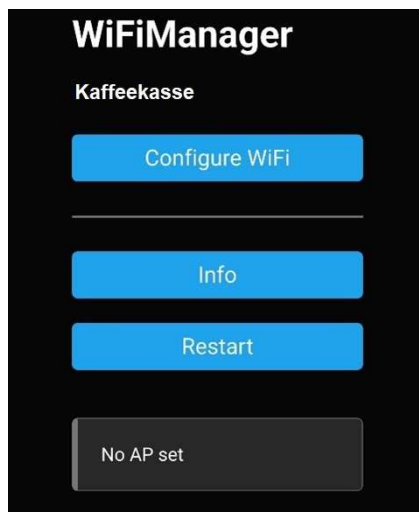 WiFiManager
Kaffeekasse
Configure WiFi
Info
Restart
No AP set